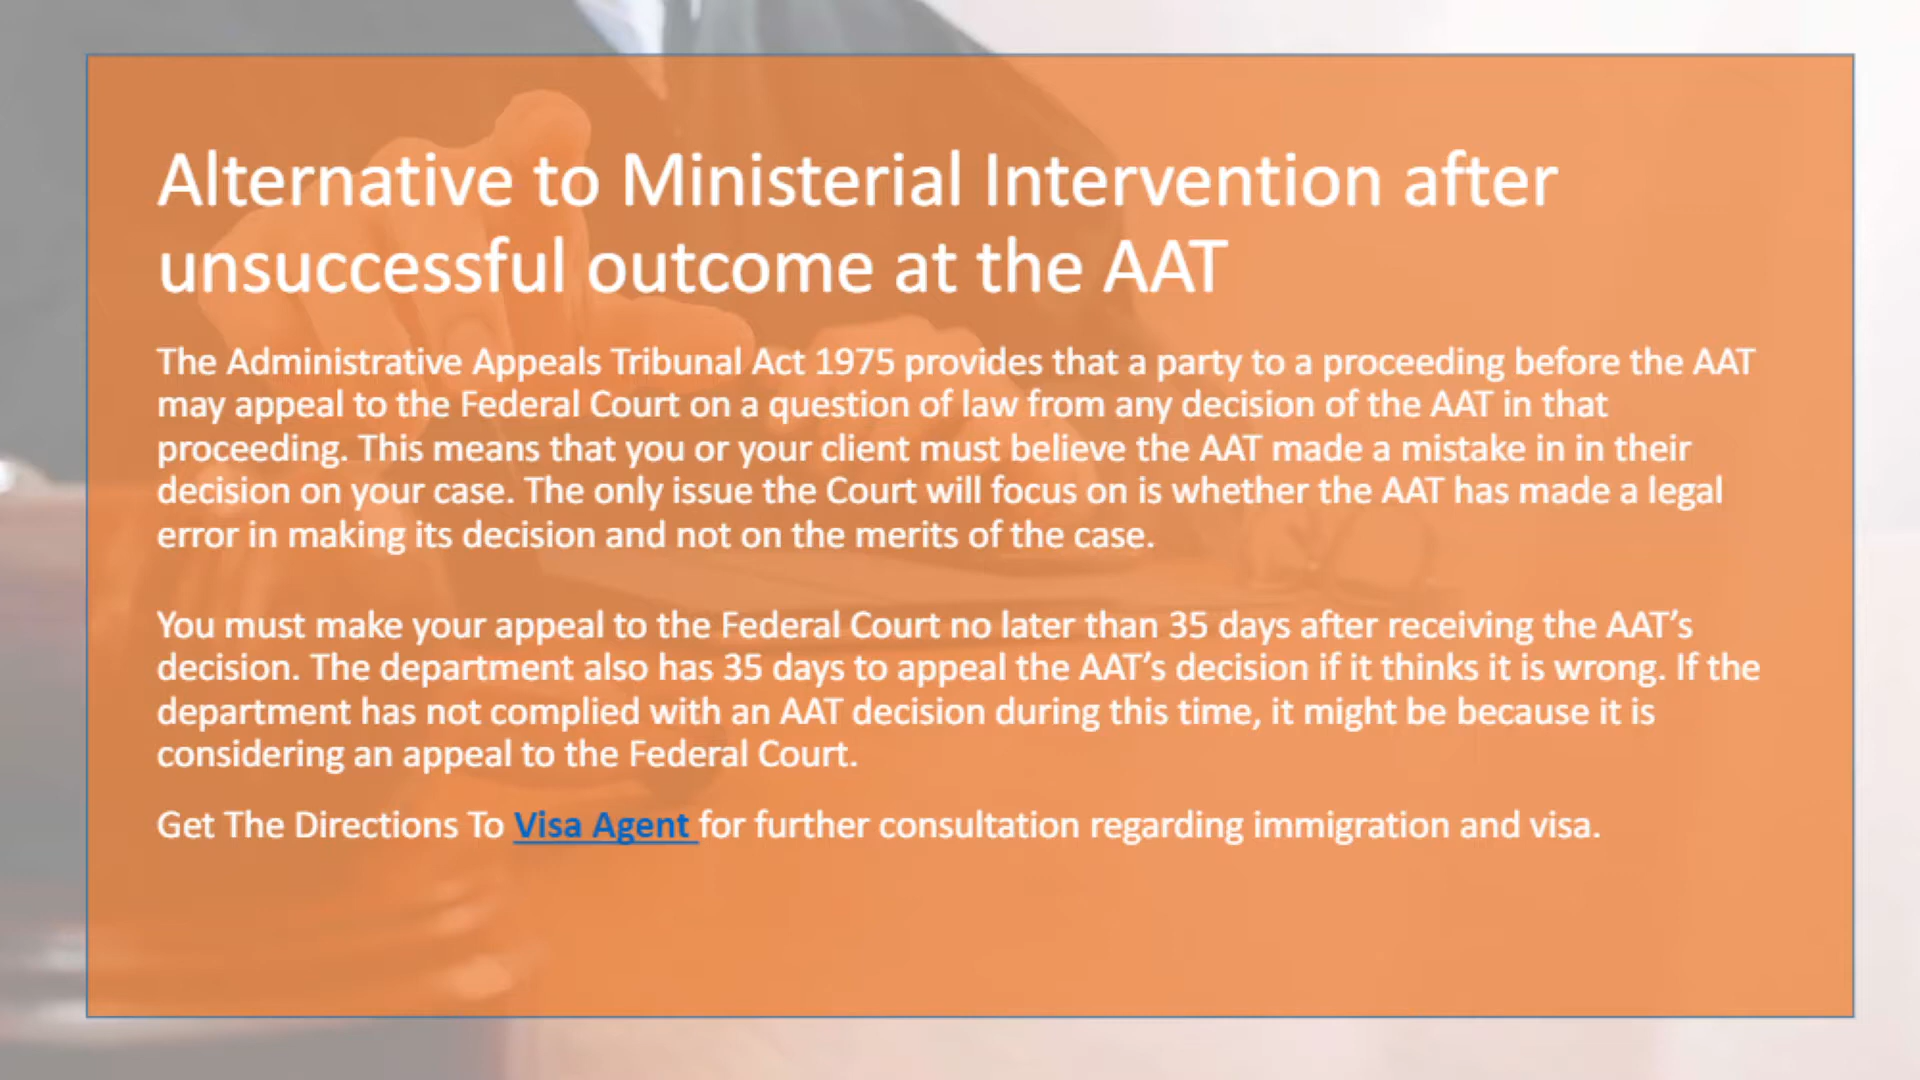 Alternative to Ministerial Intervention after
unsuccessful outcome at the AAT
The Administrative Appeals Tribunal Act 1975 provides that a party to a proceeding before the AAT
may appeal to the Federal Court on a question of law from any decision of the AAT in that
proceeding. This means that you or your client must believe the AAT made a mistake in in their
decision on your case. The only issue the Court will focus on is whether the AAT has made a legal
error in making its decision and not on the merits of the case.
You must make your appeal to the Federal Court no later than 35 days after receiving the AAT’s
decision. The department also has 35 days to appeal the AAT’s decision if it thinks it is wrong. If the
department has not complied with an AAT decision during this time, it might be because it is
considering an appeal to the Federal Court.
Get The Directions To Visa Agent for further consultation regarding immigration and visa.